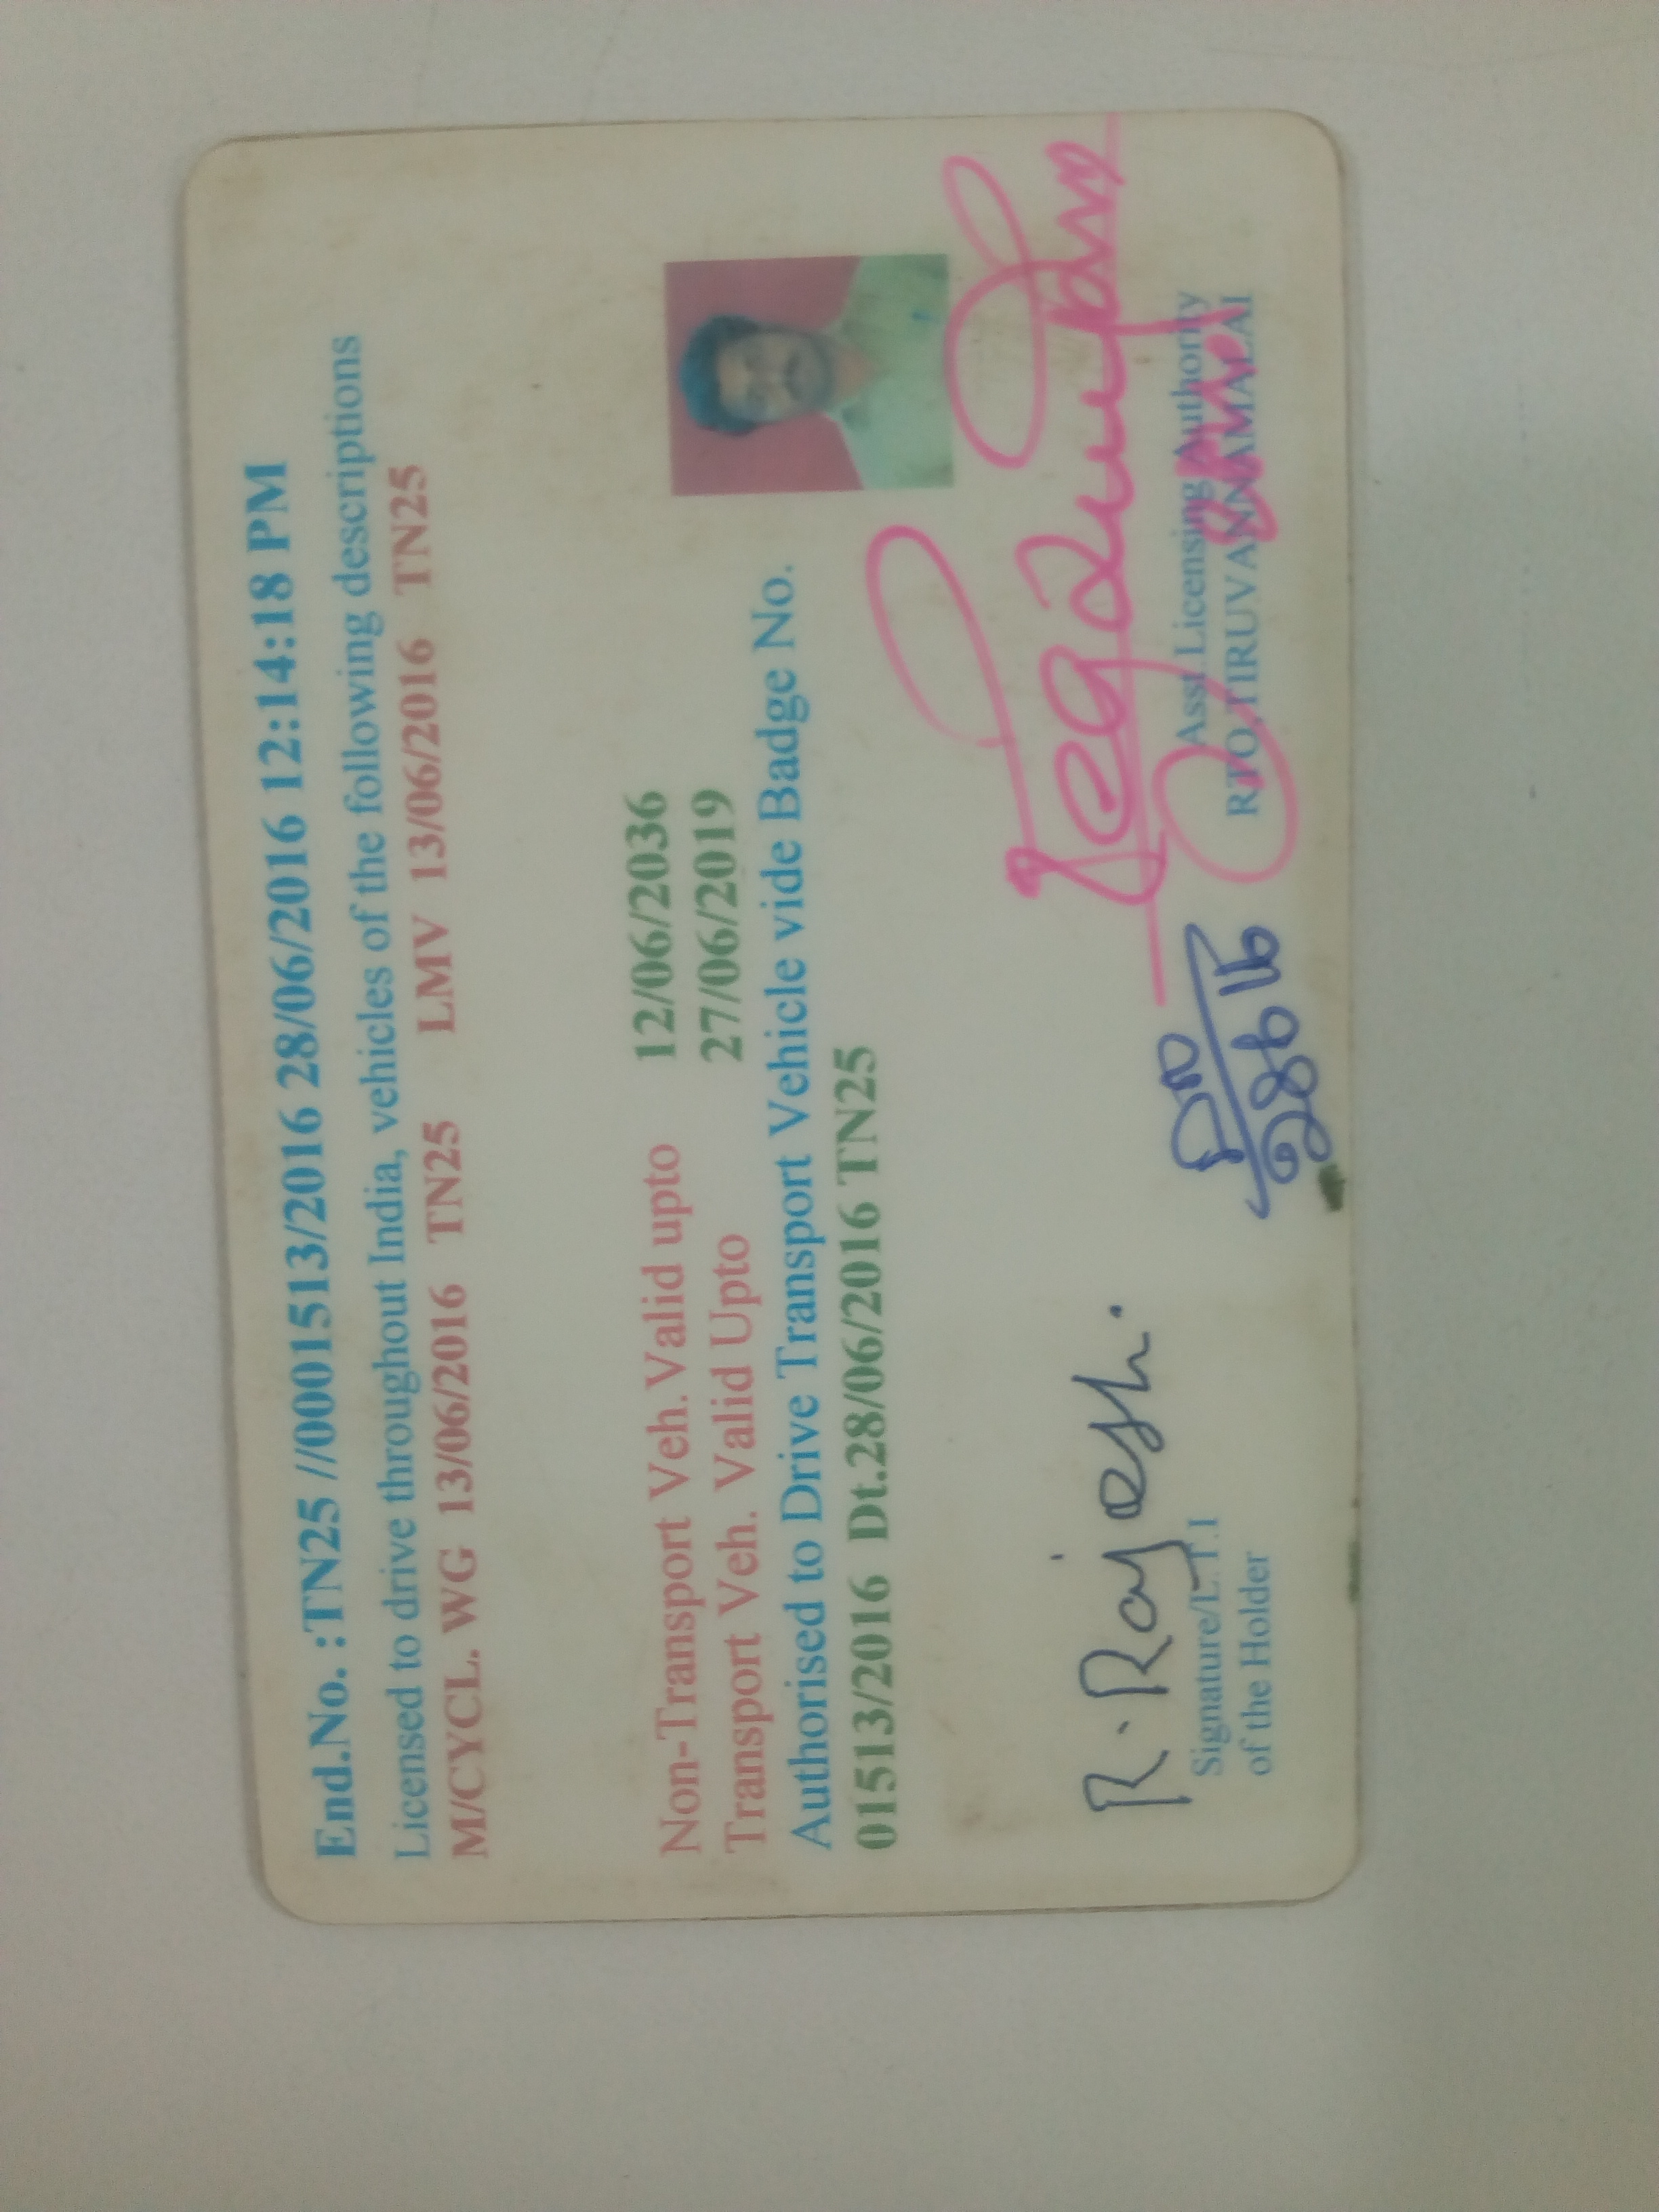 End.No. :TN25 //0001513/2016 28/06/2016 12:14:18 PM
Licensed to drive throughout India, vehicles of the following descriptions
M/CYCL. WG 13/06/2016 TN25 LMV 13/06/2016 TN25
Non-Transport Veh. Valid upto 12/06/2036
Transport Veh. Valid Upto 27/06/2019
Authorised to Drive Transport Vehicle vide Badge No.
01513/2016 Dt.28/06/2016 TN25
R. Rajesh.
Signature/L.T.I
of the Holder
28 6 16
Asst.Licensing Authority
RTO,TIRUVANNAMALAI